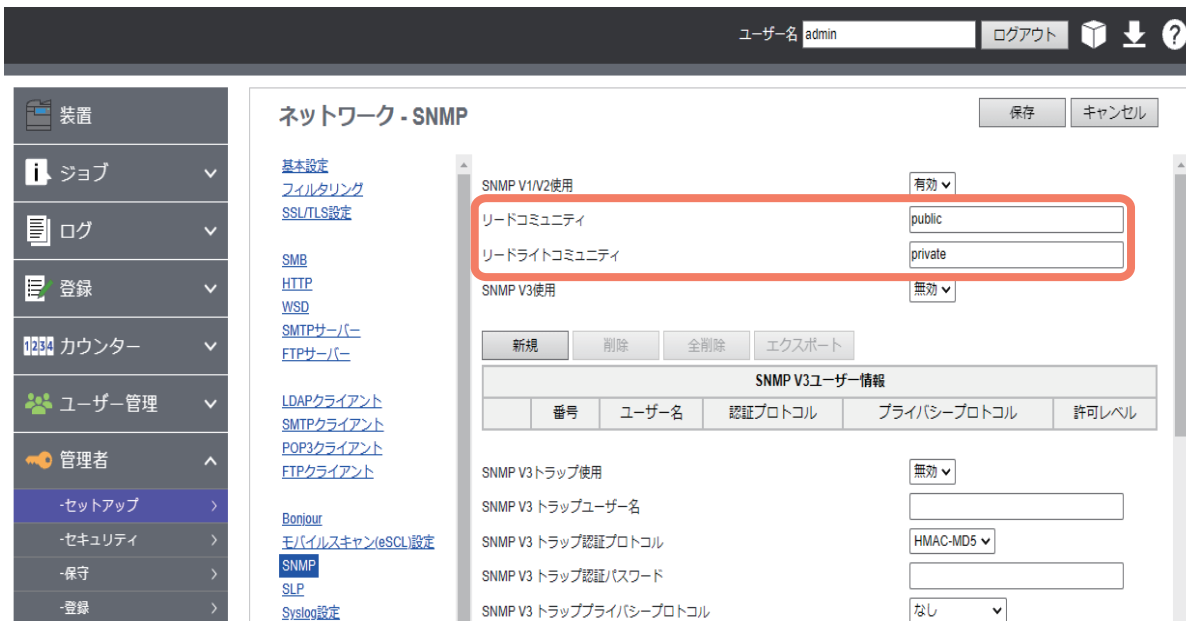 ユーザー名 admin ログアウト
装置
ジョブ
ログ
登録
1234 カウンター
ユーザー管理
管理者
-セットアップ
-セキュリティ
-保守
-登録
ネットワーク - SNMP
保存 キャンセル
基本設定
フィルタリング
SSL/TLS設定
SMB
HTTP
WSD
SMTPサーバー
FTPサーバー
LDAPクライアント
SMTPクライアント
POP3クライアント
FTPクライアント
Bonjour
モバイルスキャン(eSCL)設定
SNMP
SLP
Syslog設定
SNMP V1/V2使用 有効
リードコミュニティ public
リードライトコミュニティ private
SNMP V3使用 無効
新規 削除 全削除 エクスポート
SNMP V3ユーザー情報
番号 ユーザー名 認証プロトコル プライバシープロトコル 許可レベル
SNMP V3トラップ使用 無効
SNMP V3 トラップユーザー名
SNMP V3 トラップ認証プロトコル HMAC-MD5
SNMP V3 トラップ認証パスワード
SNMP V3 トラッププライバシープロトコル なし